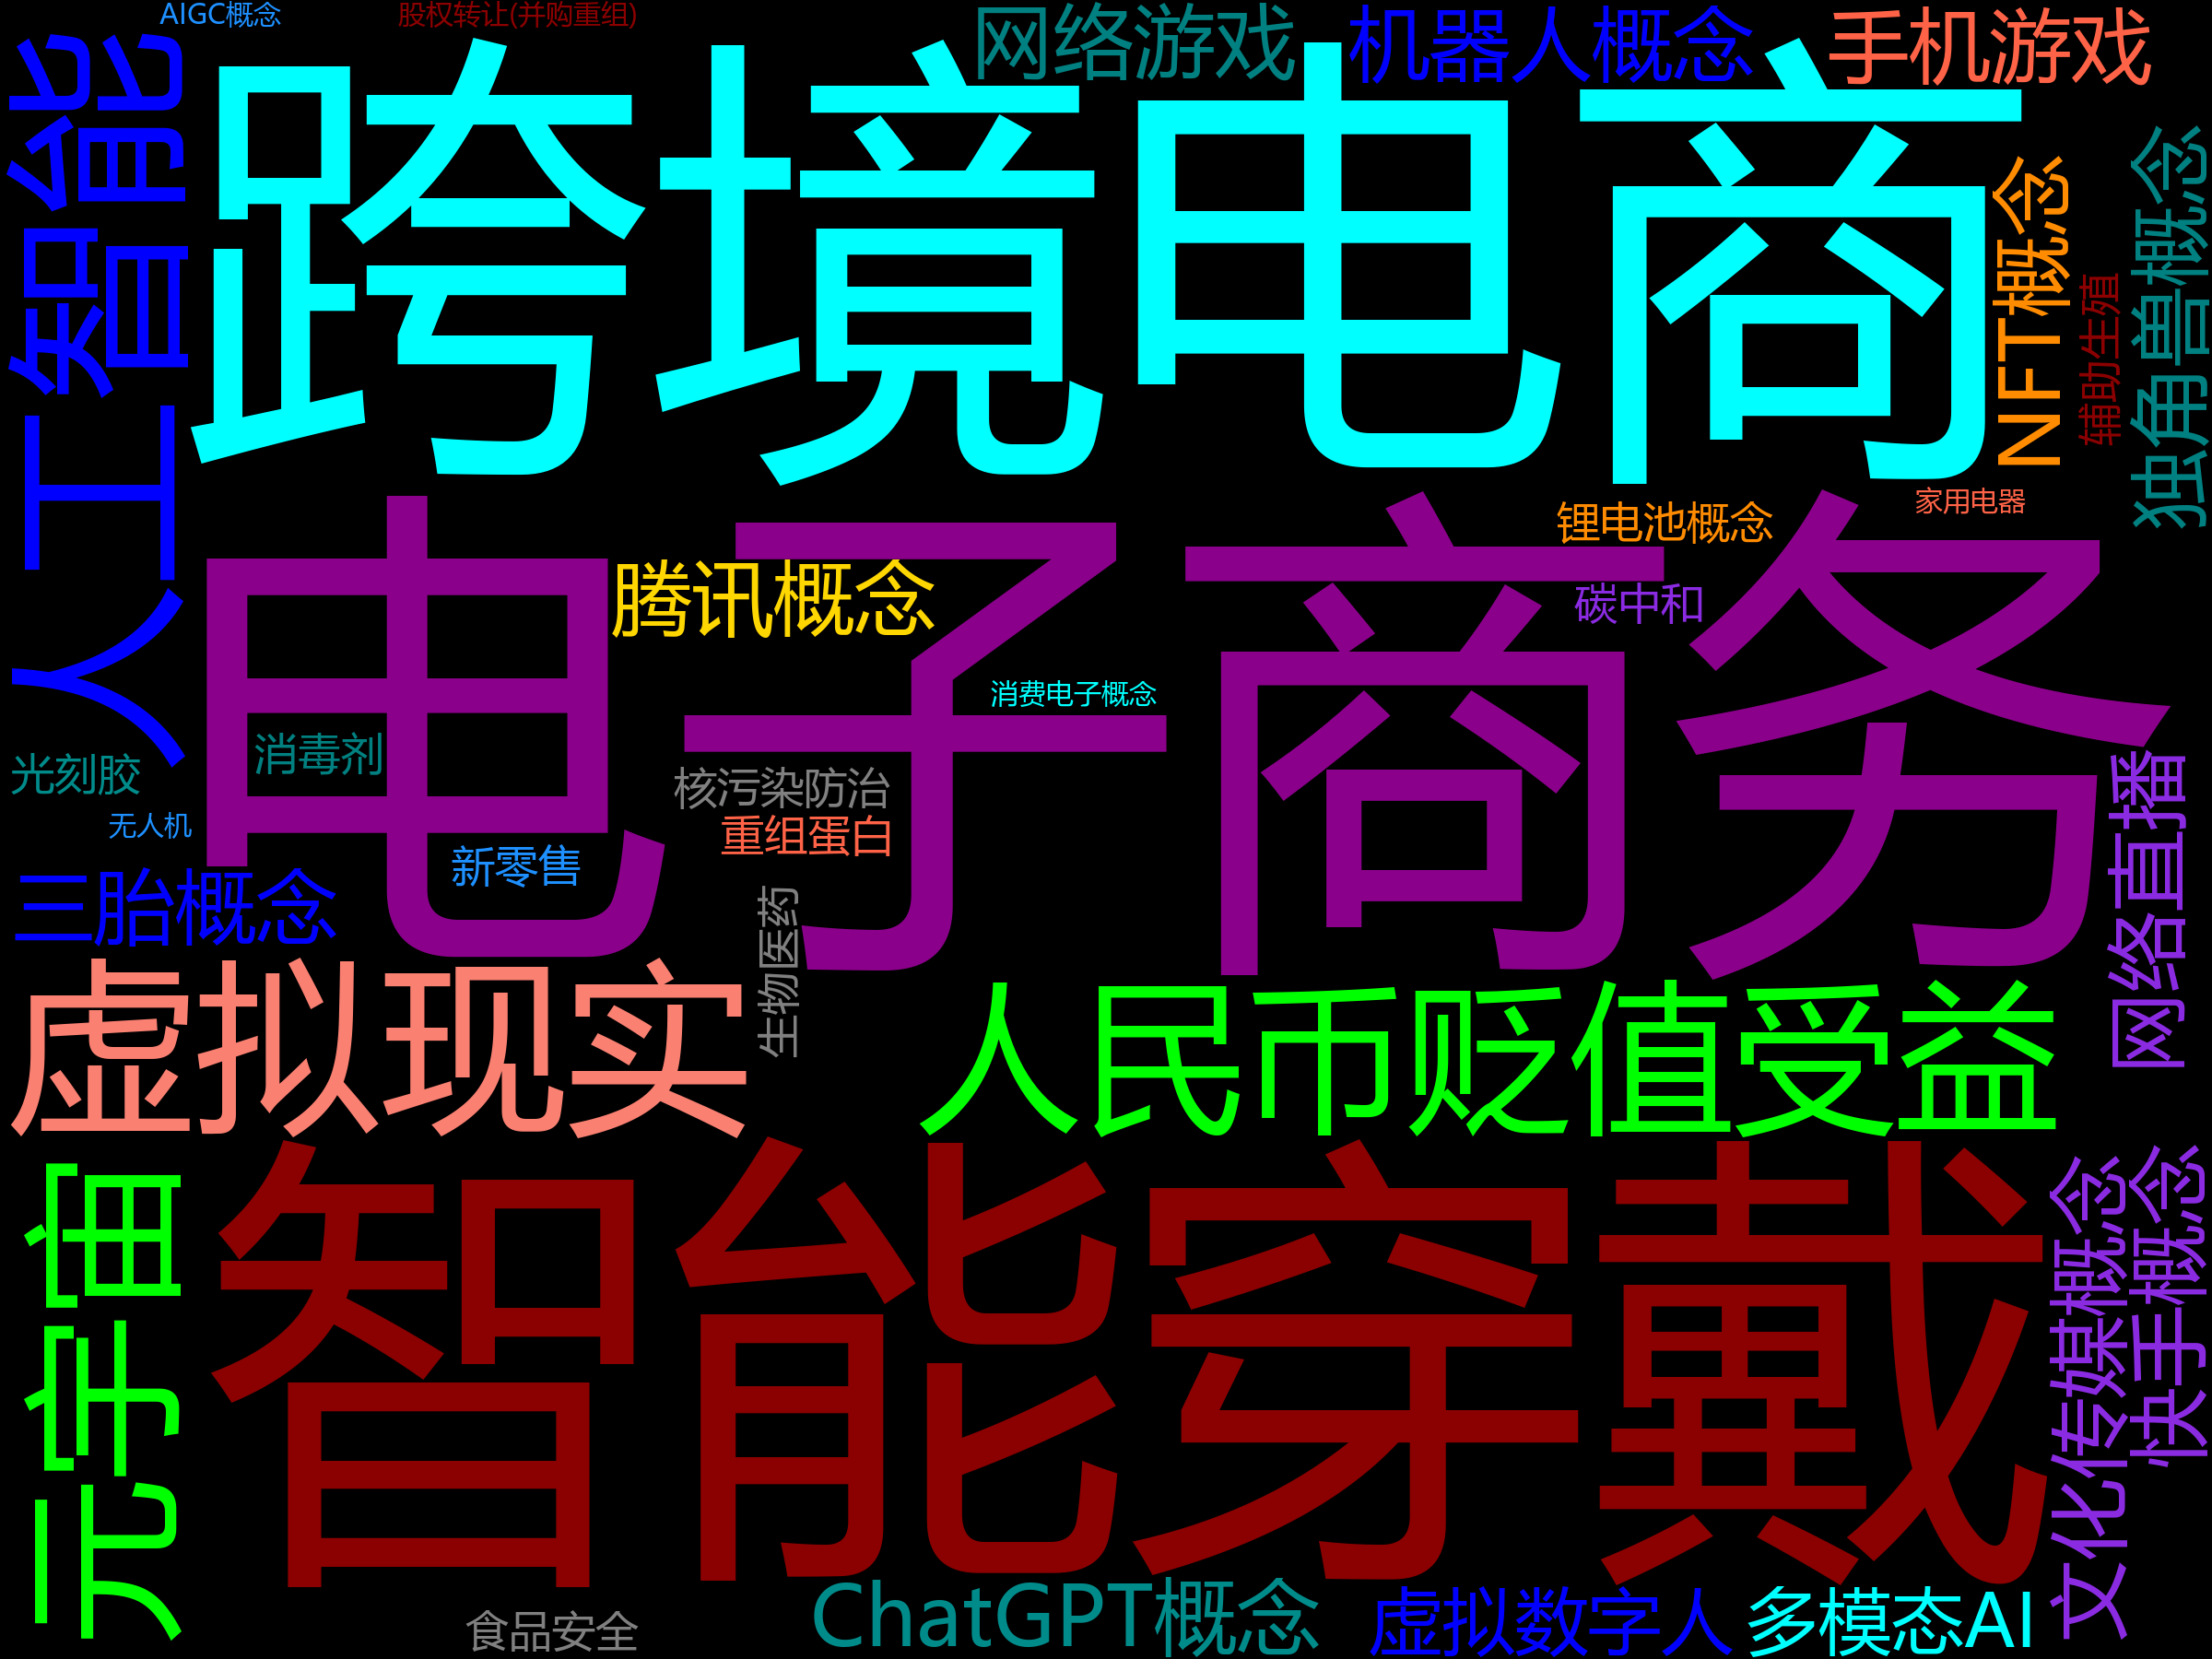 AIGC概念
股权转让(并购重组)
网络游戏
机器人概念
手机游戏
跨境电商
人工智能
NFT概念
辅助生殖
独角兽概念
电子商务
锂电池概念
家用电器
腾讯概念
碳中和
消费电子概念
消毒剂
光刻胶
核污染防治
无人机
重组蛋白
新零售
三胎概念
生物医药
网络直播
虚拟现实
人民币贬值受益
智能穿戴
元宇宙
文化传媒概念
快手概念
食品安全
ChatGPT概念
虚拟数字人
多模态AI